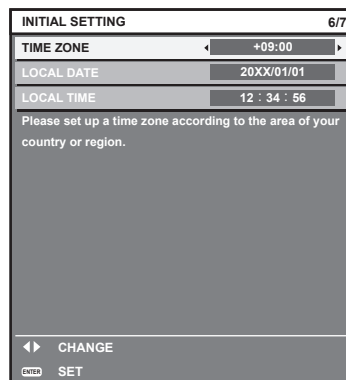 INITIAL SETTING 6/7
TIME ZONE +09:00
LOCAL DATE 20XX/01/01
LOCAL TIME 12 : 34 : 56
Please set up a time zone according to the area of your
country or region.
CHANGE
ENTER SET